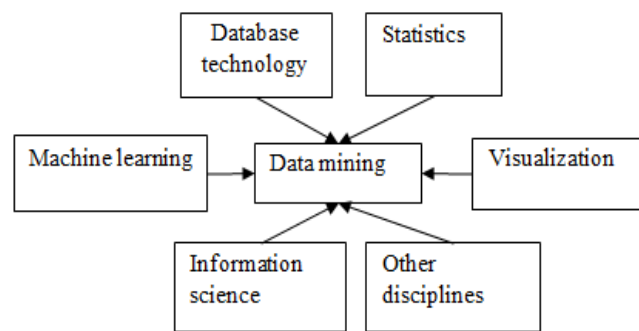 Database
technology
Statistics
Machine learning
Data mining
Visualization
Information
science
Other
disciplines